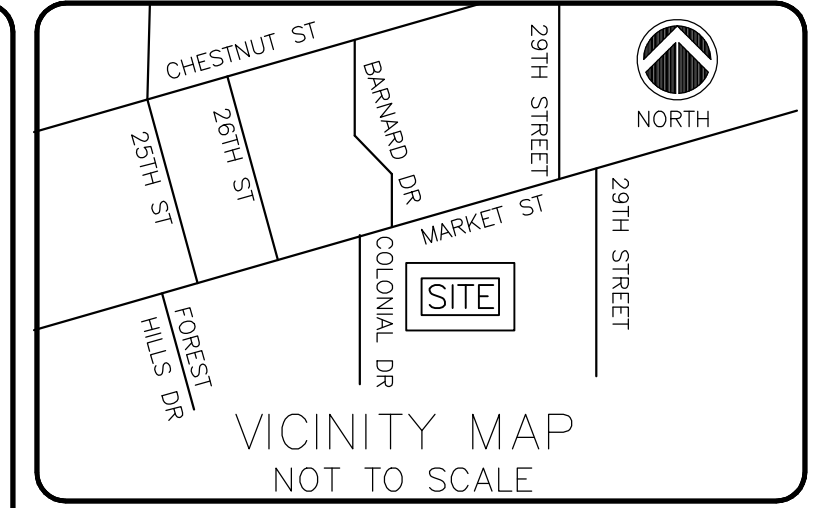 CHESTNUT ST
25TH ST
26TH ST
BARNARD DR
29TH STREET
NORTH
MARKET ST
29TH STREET
COLONIAL DR
SITE
FOREST
HILLS DR
VICINITY MAP
NOT TO SCALE